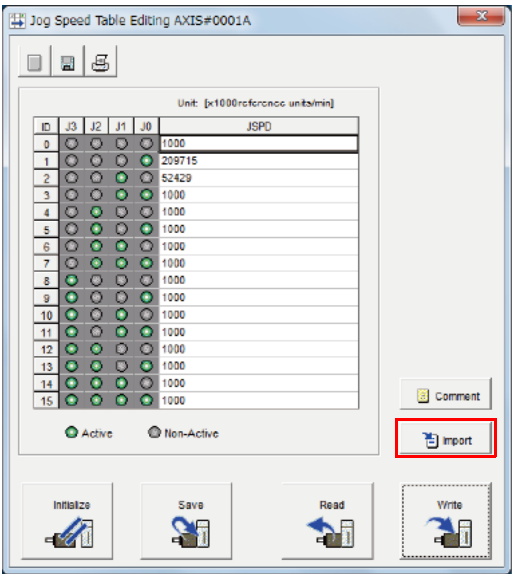 Jog Speed Table Editing AXIS#0001A
Unit: [x1000reference units/min]
ID J3 J2 J1 J0 JSPD
0 1000
1 209715
2 52429
3 1000
4 1000
5 1000
6 1000
7 1000
8 1000
9 1000
10 1000
11 1000
12 1000
13 1000
14 1000
15 1000
Comment
Active Non-Active
Import
Initialize Save Read Write